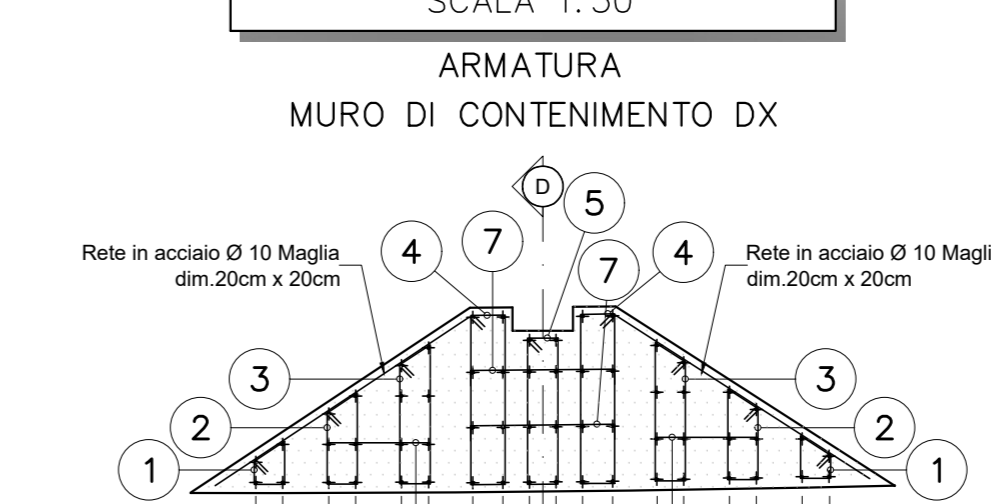 SCALA 1:50
ARMATURA
MURO DI CONTENIMENTO DX
D
5
4
7
7
4
Rete in acciaio Ø 10 Maglia
dim.20cm x 20cm
Rete in acciaio Ø 10 Magli
dim.20cm x 20cm
3
3
2
2
1
1